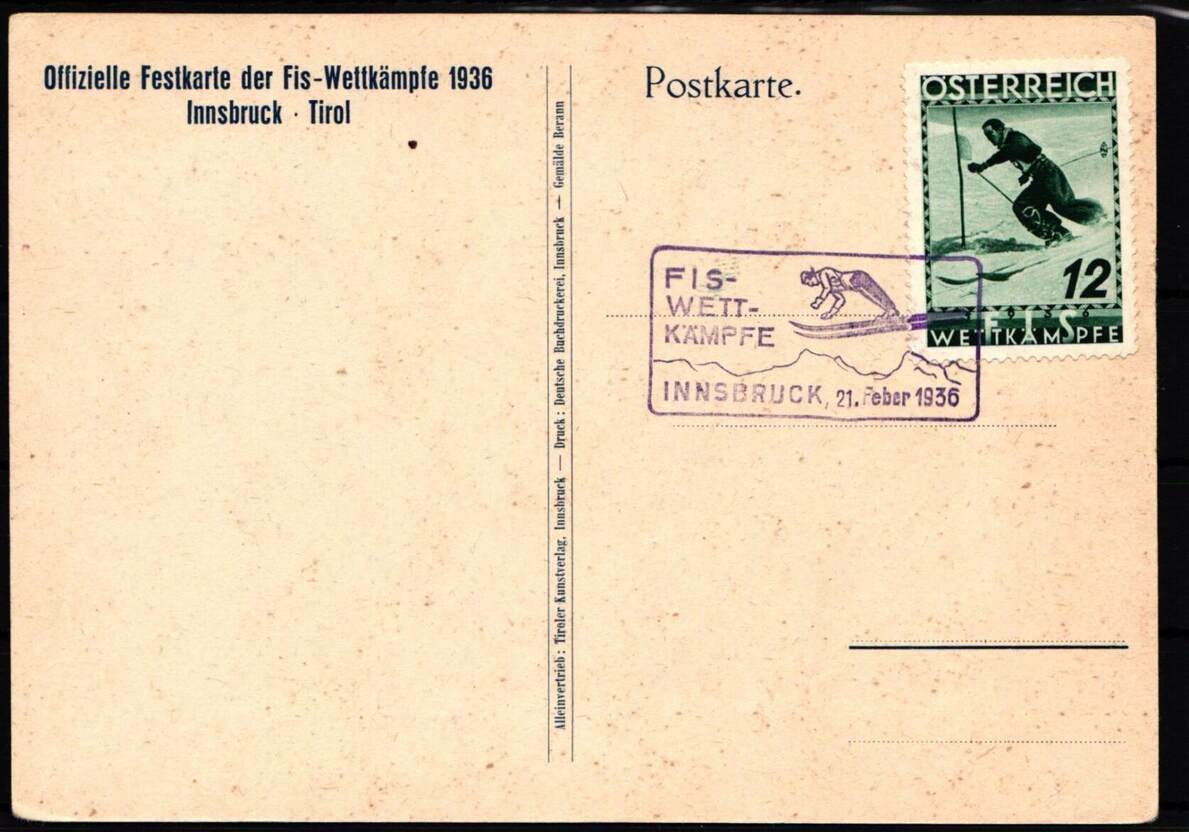 Offizielle Festkarte der Fis-Wettkämpfe 1936
Innsbruck · Tirol
Alleinvertrieb: Tiroler Kunstverlag, Innsbruck — Druck: Deutsche Buchdruckerei, Innsbruck — Gemälde Berann
Postkarte.
ÖSTERREICH
12
1936
FIS
WETTKÄMPFE
FIS-
WETT-
KÄMPFE
INNSBRUCK, 21. Feber 1936